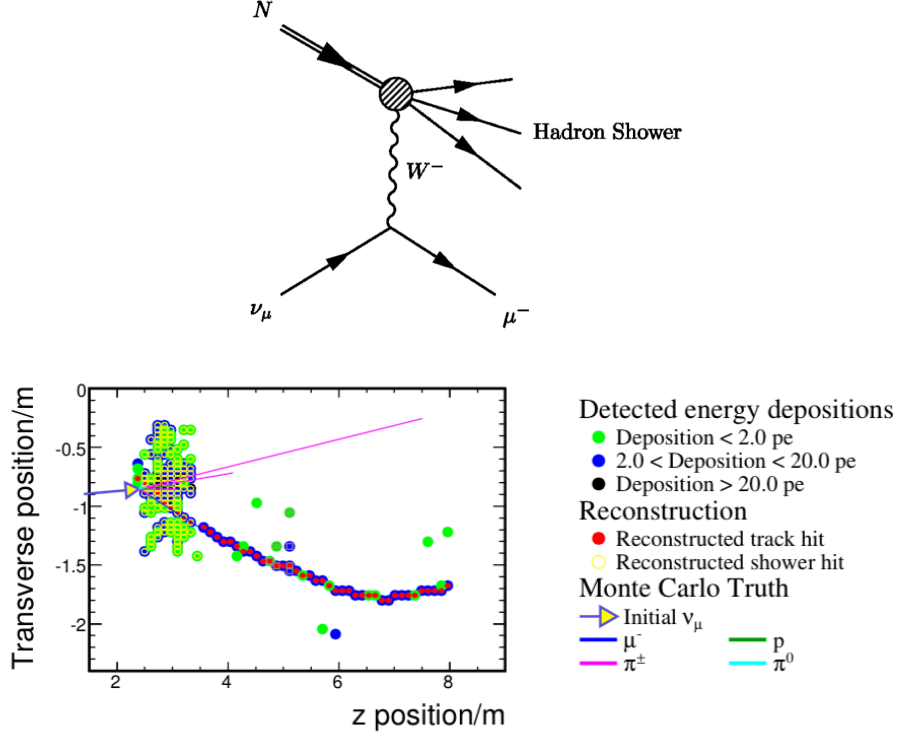 N
Hadron Shower
W⁻
ν_μ
μ⁻
0
-0.5
-1
-1.5
-2
Transverse position/m
2
4
6
8
z position/m
Detected energy depositions
Deposition < 2.0 pe
2.0 < Deposition < 20.0 pe
Deposition > 20.0 pe
Reconstruction
Reconstructed track hit
Reconstructed shower hit
Monte Carlo Truth
Initial ν_μ
μ⁻ p
π± π⁰